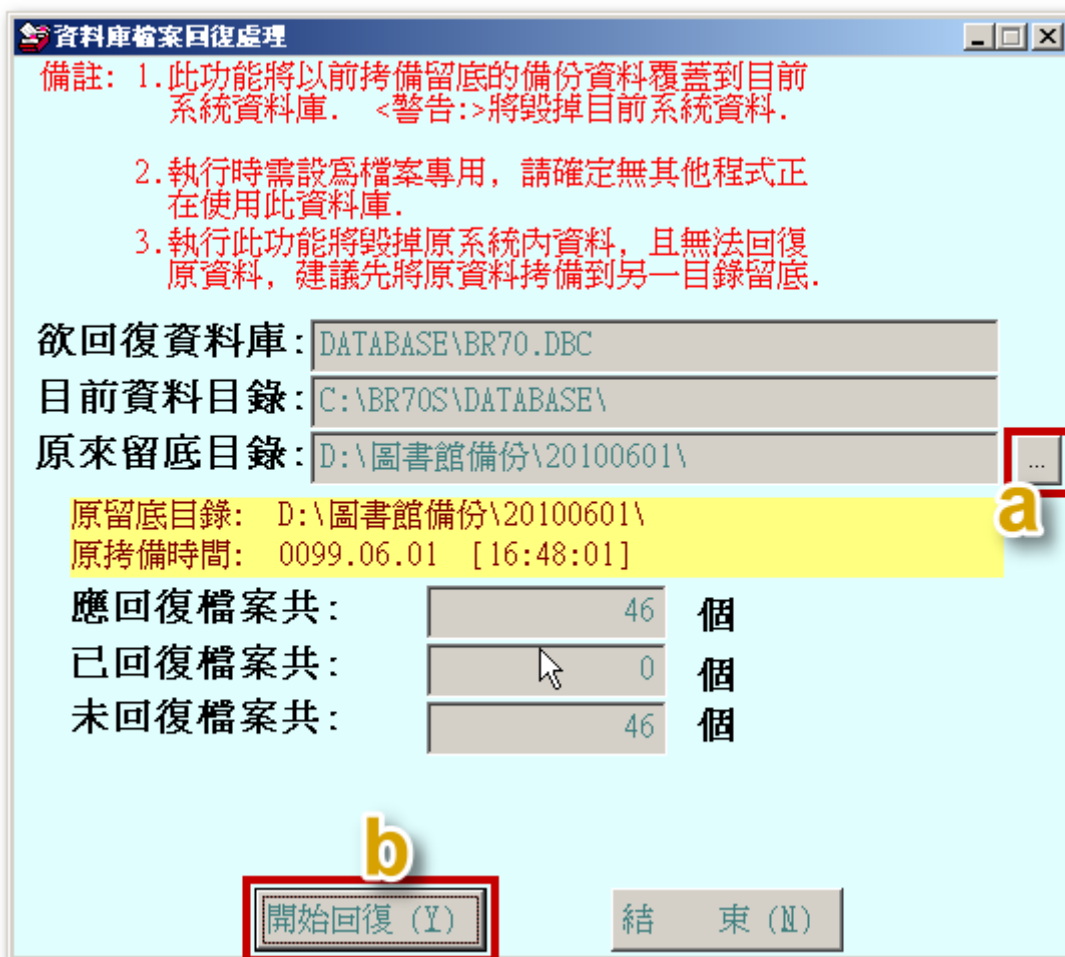 資料庫檔案回復處理
備註: 1.此功能將以前拷備留底的備份資料覆蓋到目前
系統資料庫. <警告:>將毀掉目前系統資料.
2.執行時需設為檔案專用, 請確定無其他程式正
在使用此資料庫.
3.執行此功能將毀掉原系統內資料, 且無法回復
原資料, 建議先將原資料拷備到另一目錄留底.
欲回復資料庫: DATABASE\BR70.DBC
目前資料目錄: C:\BR70S\DATABASE\
原來留底目錄: D:\圖書館備份\20100601\ ...
a
原留底目錄: D:\圖書館備份\20100601\
原拷備時間: 0099.06.01 [16:48:01]
應回復檔案共: 46 個
已回復檔案共: 0 個
未回復檔案共: 46 個
b
開始回復 (Y) 結 束 (N)